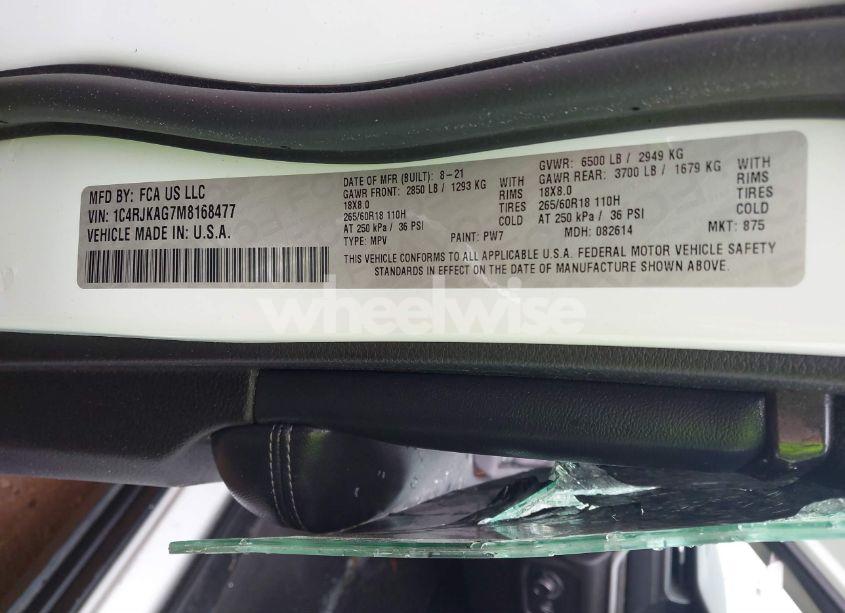 MFD BY: FCA US LLC
VIN: 1C4RJKAG7M8168477
VEHICLE MADE IN: U.S.A.
DATE OF MFR (BUILT): 8-21
GAWR FRONT: 2850 LB / 1293 KG WITH
18X8.0 RIMS
265/60R18 110H TIRES
AT 250 kPa / 36 PSI COLD
TYPE: MPV PAINT: PW7
GVWR: 6500 LB / 2949 KG
GAWR REAR: 3700 LB / 1679 KG WITH
18X8.0 RIMS
265/60R18 110H TIRES
AT 250 kPa / 36 PSI COLD
MDH: 082614 MKT: 875
THIS VEHICLE CONFORMS TO ALL APPLICABLE U.S.A. FEDERAL MOTOR VEHICLE SAFETY
STANDARDS IN EFFECT ON THE DATE OF MANUFACTURE SHOWN ABOVE.
wheelwise